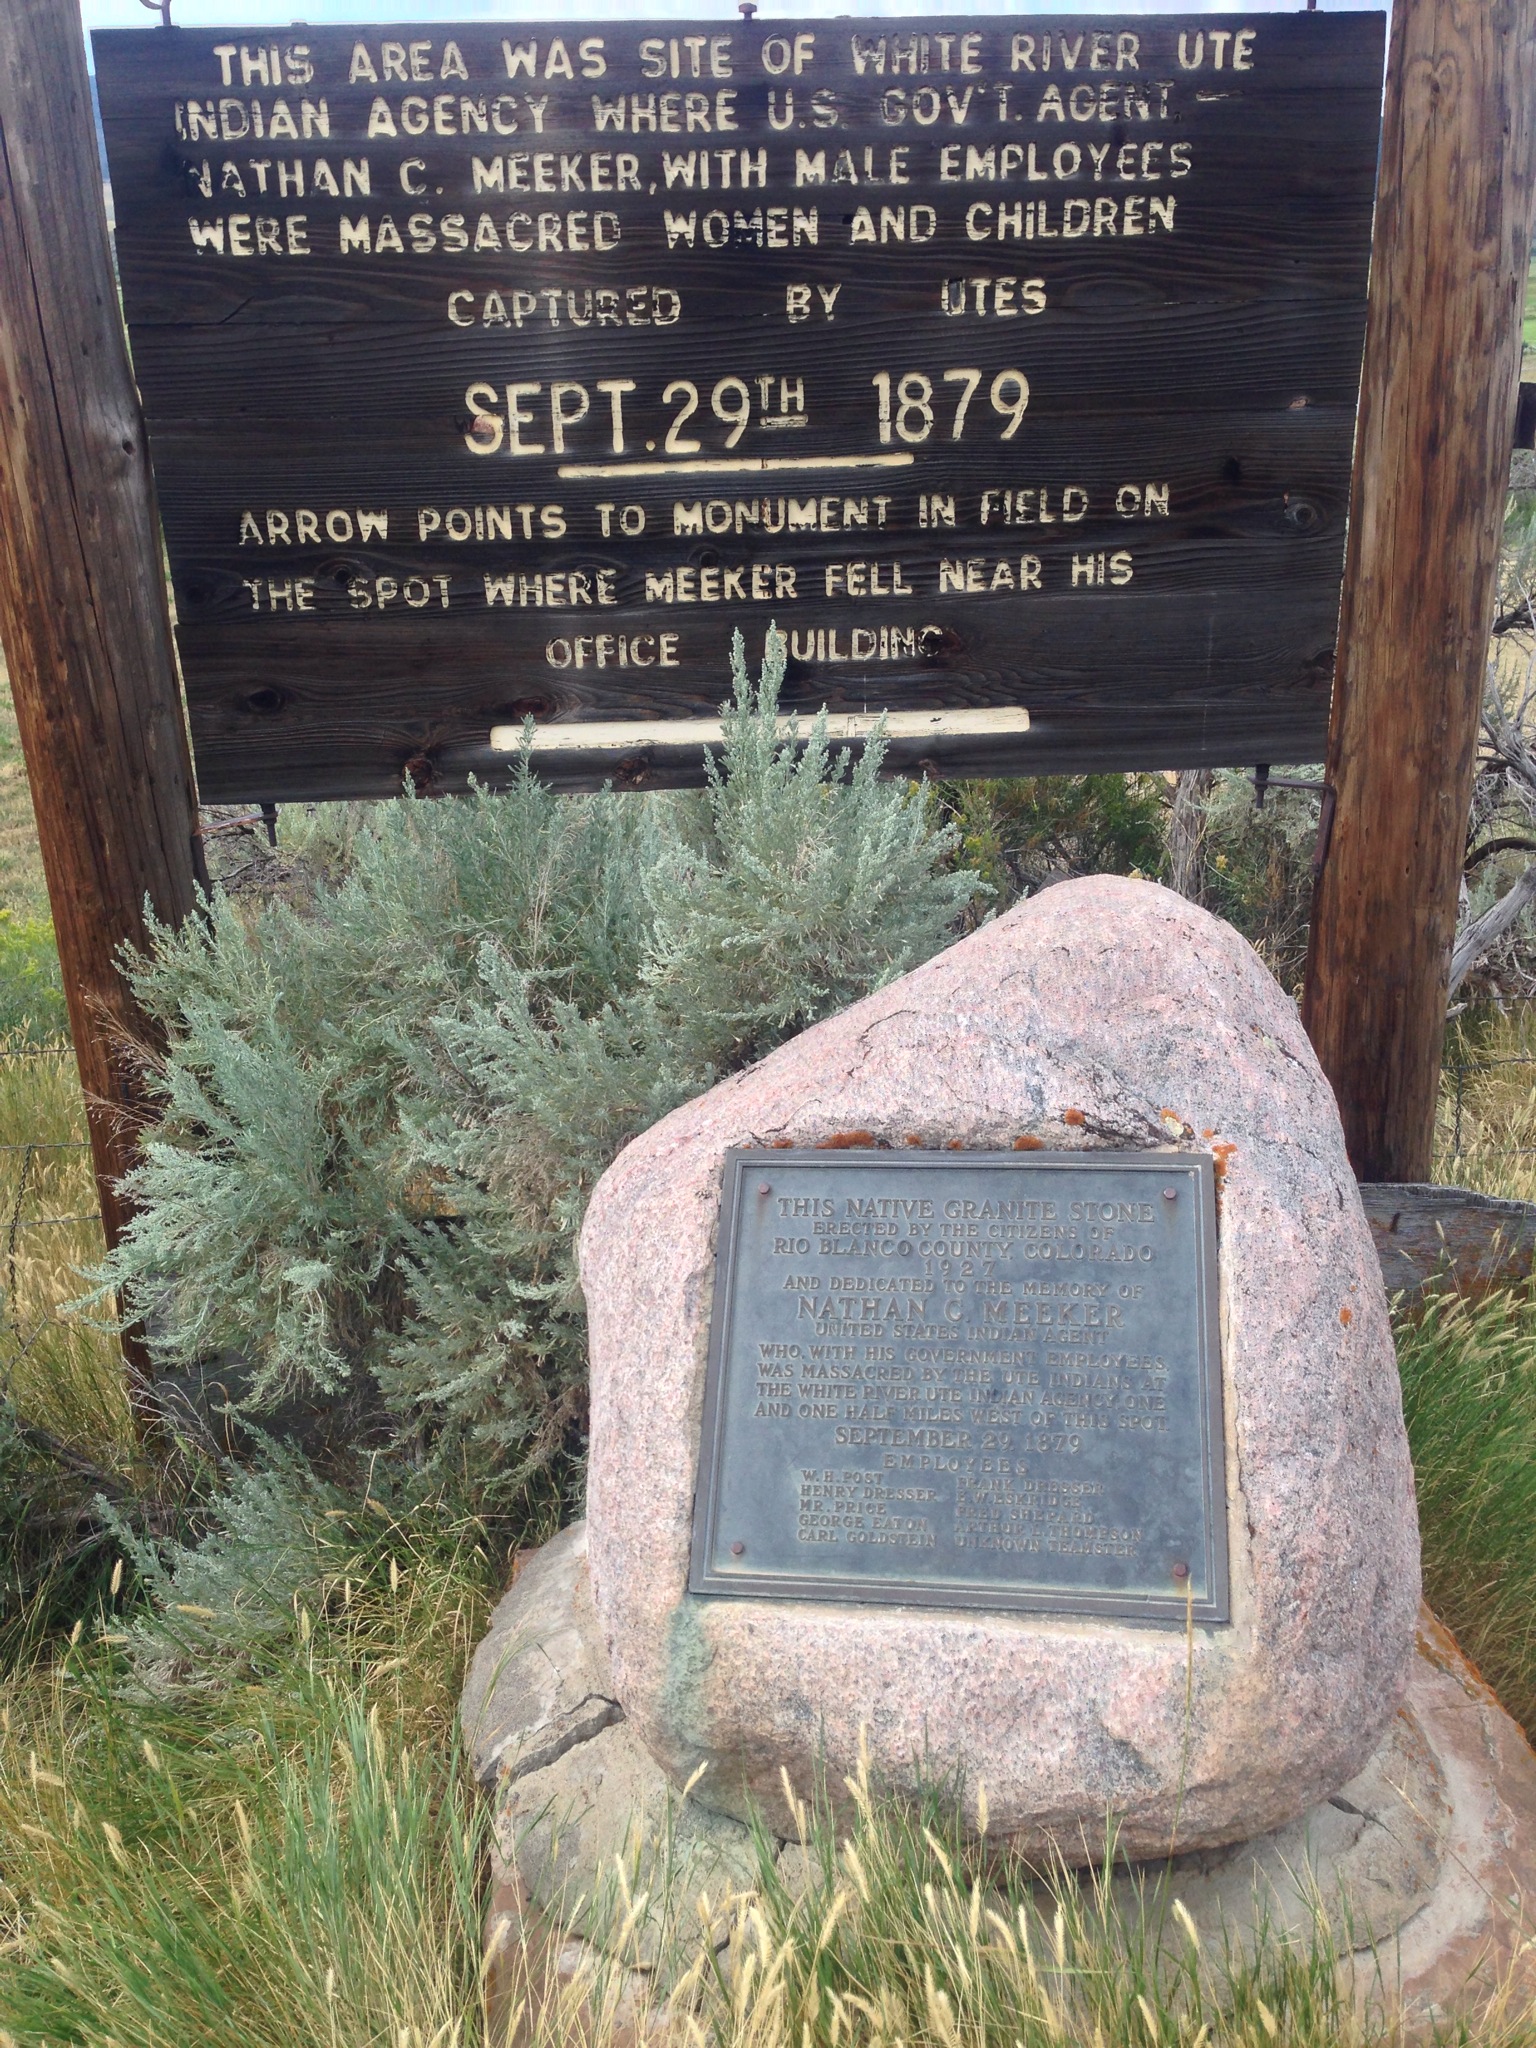 THIS AREA WAS SITE OF WHITE RIVER UTE
INDIAN AGENCY WHERE U.S. GOV'T. AGENT.—
NATHAN C. MEEKER, WITH MALE EMPLOYEES
WERE MASSACRED WOMEN AND CHILDREN
CAPTURED BY UTES
SEPT. 29TH 1879
ARROW POINTS TO MONUMENT IN FIELD ON
THE SPOT WHERE MEEKER FELL NEAR HIS
OFFICE BUILDING
THIS NATIVE GRANITE STONE
ERECTED BY THE CITIZENS OF
RIO BLANCO COUNTY, COLORADO
1927
AND DEDICATED TO THE MEMORY OF
NATHAN C. MEEKER
UNITED STATES INDIAN AGENT
WHO, WITH HIS GOVERNMENT EMPLOYEES,
WAS MASSACRED BY THE UTE INDIANS AT
THE WHITE RIVER UTE INDIAN AGENCY, ONE
AND ONE HALF MILES WEST OF THIS SPOT.
SEPTEMBER 29, 1879
EMPLOYEES
W. H. POST FRANK DRESSER
HENRY DRESSER E. W. ESKRIDGE
MR. PRICE FRED SHEPARD
GEORGE EATON ARTHUR L. THOMPSON
CARL GOLDSTEIN UNKNOWN TEAMSTER